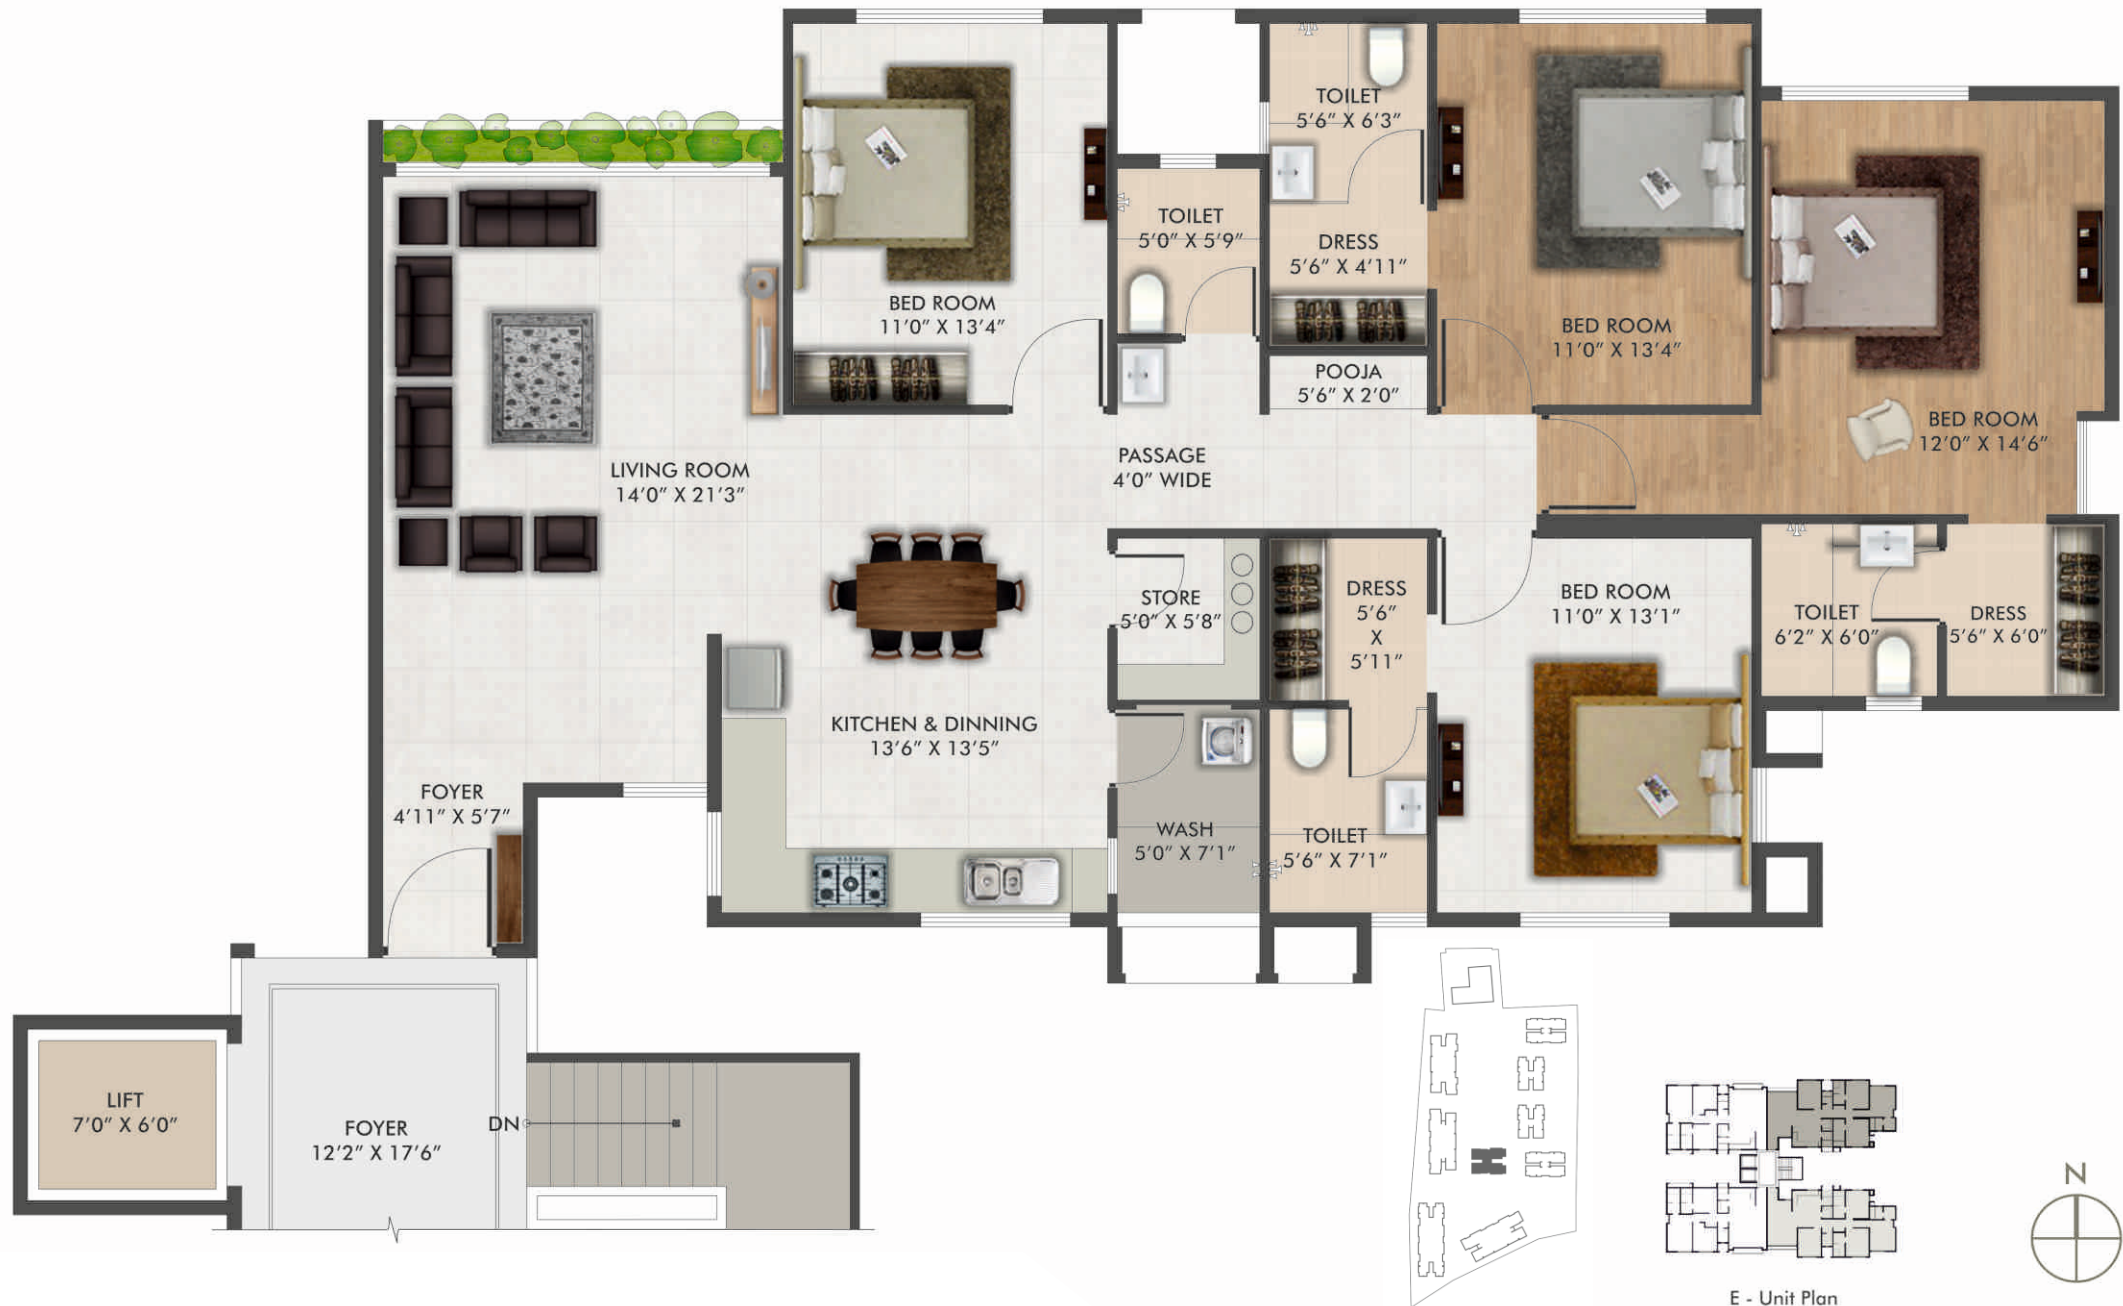 TOILET
5'6" X 6'3"
TOILET
5'0" X 5'9"
DRESS
5'6" X 4'11"
BED ROOM
11'0" X 13'4"
BED ROOM
11'0" X 13'4"
POOJA
5'6" X 2'0"
BED ROOM
12'0" X 14'6"
LIVING ROOM
14'0" X 21'3"
PASSAGE
4'0" WIDE
STORE
5'0" X 5'8"
DRESS
5'6"
X
5'11"
BED ROOM
11'0" X 13'1"
TOILET
6'2" X 6'0"
DRESS
5'6" X 6'0"
KITCHEN & DINNING
13'6" X 13'5"
FOYER
4'11" X 5'7"
WASH
5'0" X 7'1"
TOILET
5'6" X 7'1"
LIFT
7'0" X 6'0"
FOYER
12'2" X 17'6"
DN
N
E - Unit Plan